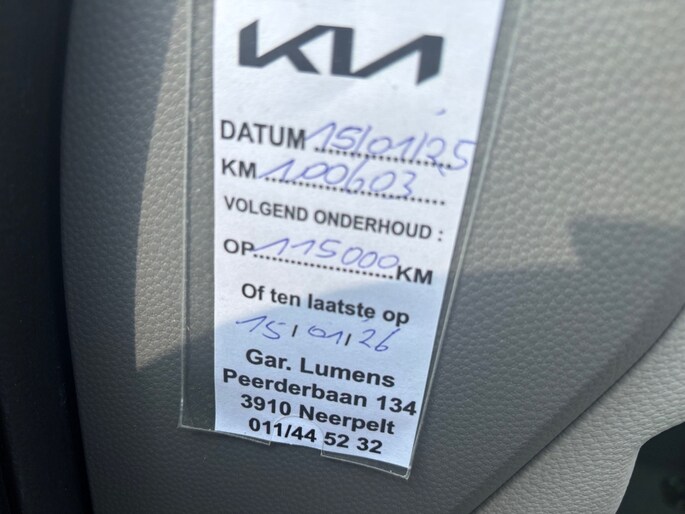 KIA
DATUM 15/01/25
KM 100603
VOLGEND ONDERHOUD :
OP 115000 KM
Of ten laatste op
15 / 01 / 26
Gar. Lumens
Peerderbaan 134
3910 Neerpelt
011/44 52 32